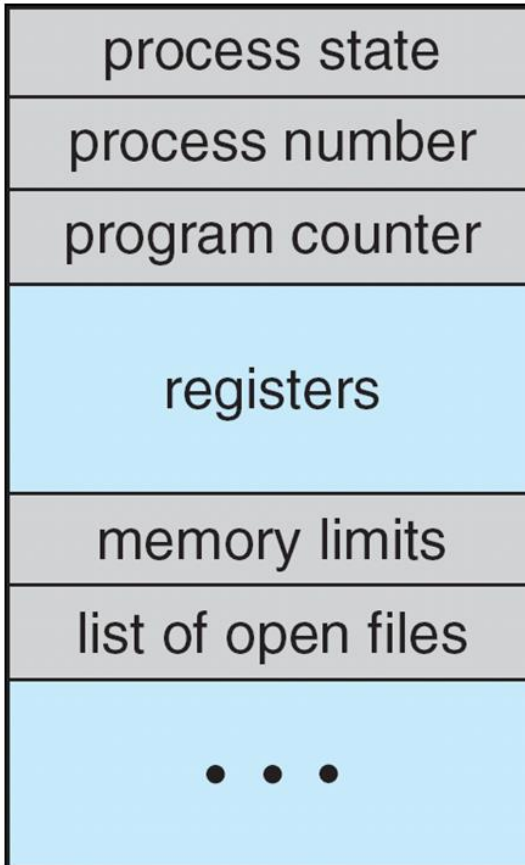 process state
process number
program counter
registers
memory limits
list of open files
• • •